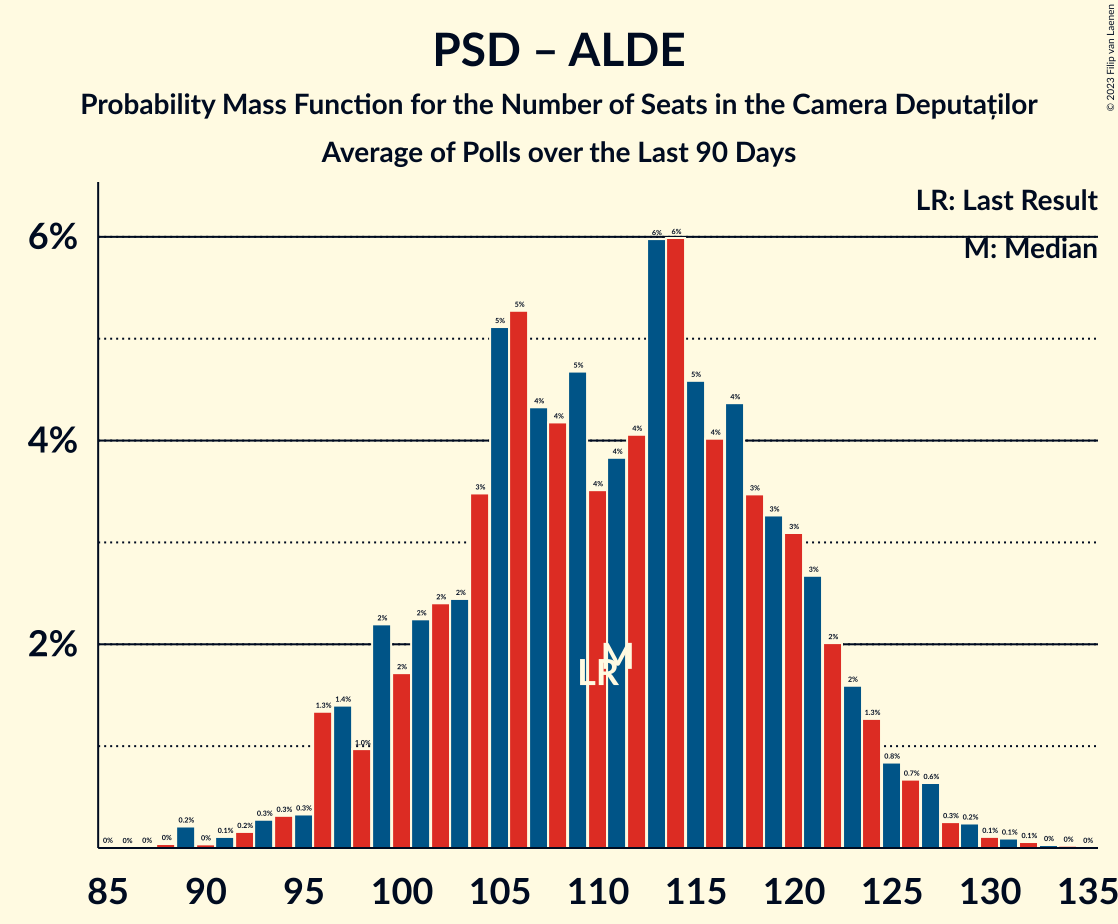 PSD – ALDE
Probability Mass Function for the Number of Seats in the Camera Deputaților
Average of Polls over the Last 90 Days
© 2023 Filip van Laenen
LR: Last Result
M: Median
6%
4%
2%
0% 0% 0% 0% 0.2% 0% 0.1% 0.2% 0.3% 0.3% 0.3% 1.3% 1.4% 1.0% 2% 2% 2% 2% 2% 3% 5% 5% 4% 4% 5% 4% 4% 4% 6% 6% 5% 4% 4% 3% 3% 3% 3% 2% 2% 1.3% 0.8% 0.7% 0.6% 0.3% 0.2% 0.1% 0.1% 0.1% 0% 0% 0%
M
LR
85 90 95 100 105 110 115 120 125 130 135